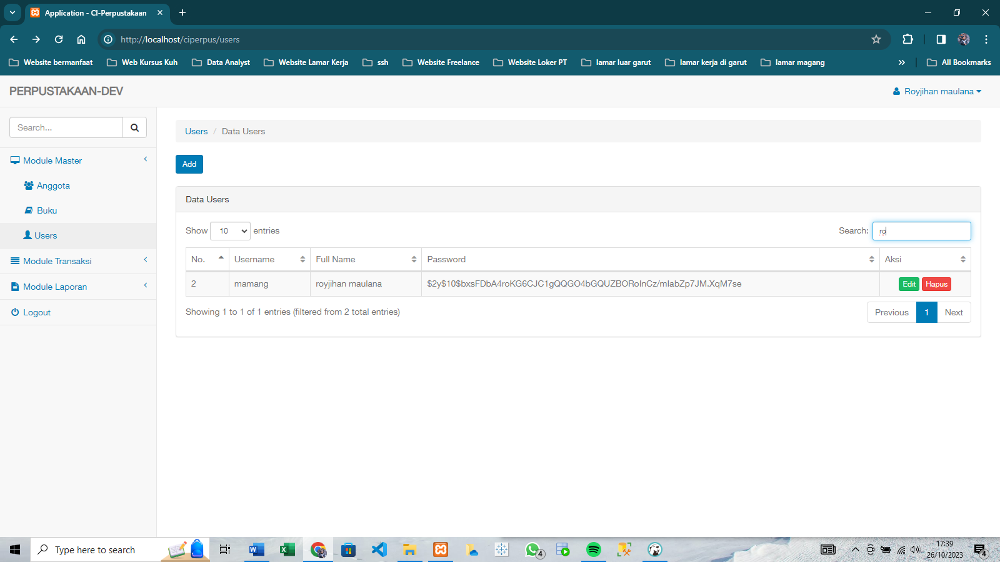 Application - CI-Perpustakaan
http://localhost/ciperpus/users
Website bermanfaat
Web Kursus Kuh
Data Analyst
Website Lamar Kerja
ssh
Website Freelance
Website Loker PT
lamar luar garut
lamar kerja di garut
lamar magang
All Bookmarks
PERPUSTAKAAN-DEV
Royjihan maulana
Search...
Users / Data Users
Module Master
Anggota
Buku
Users
Module Transaksi
Module Laporan
Logout
Add
Data Users
Show 10 entries
Search: ro
No. Username Full Name Password Aksi
2 mamang royjihan maulana $2y$10$bxsFDbA4roKG6CJC1gQQGO4bGQUZBORoInCz/mIabZp7JM.XqM7se Edit Hapus
Showing 1 to 1 of 1 entries (filtered from 2 total entries)
Previous 1 Next
Type here to search
4
17:39
26/10/2023
4